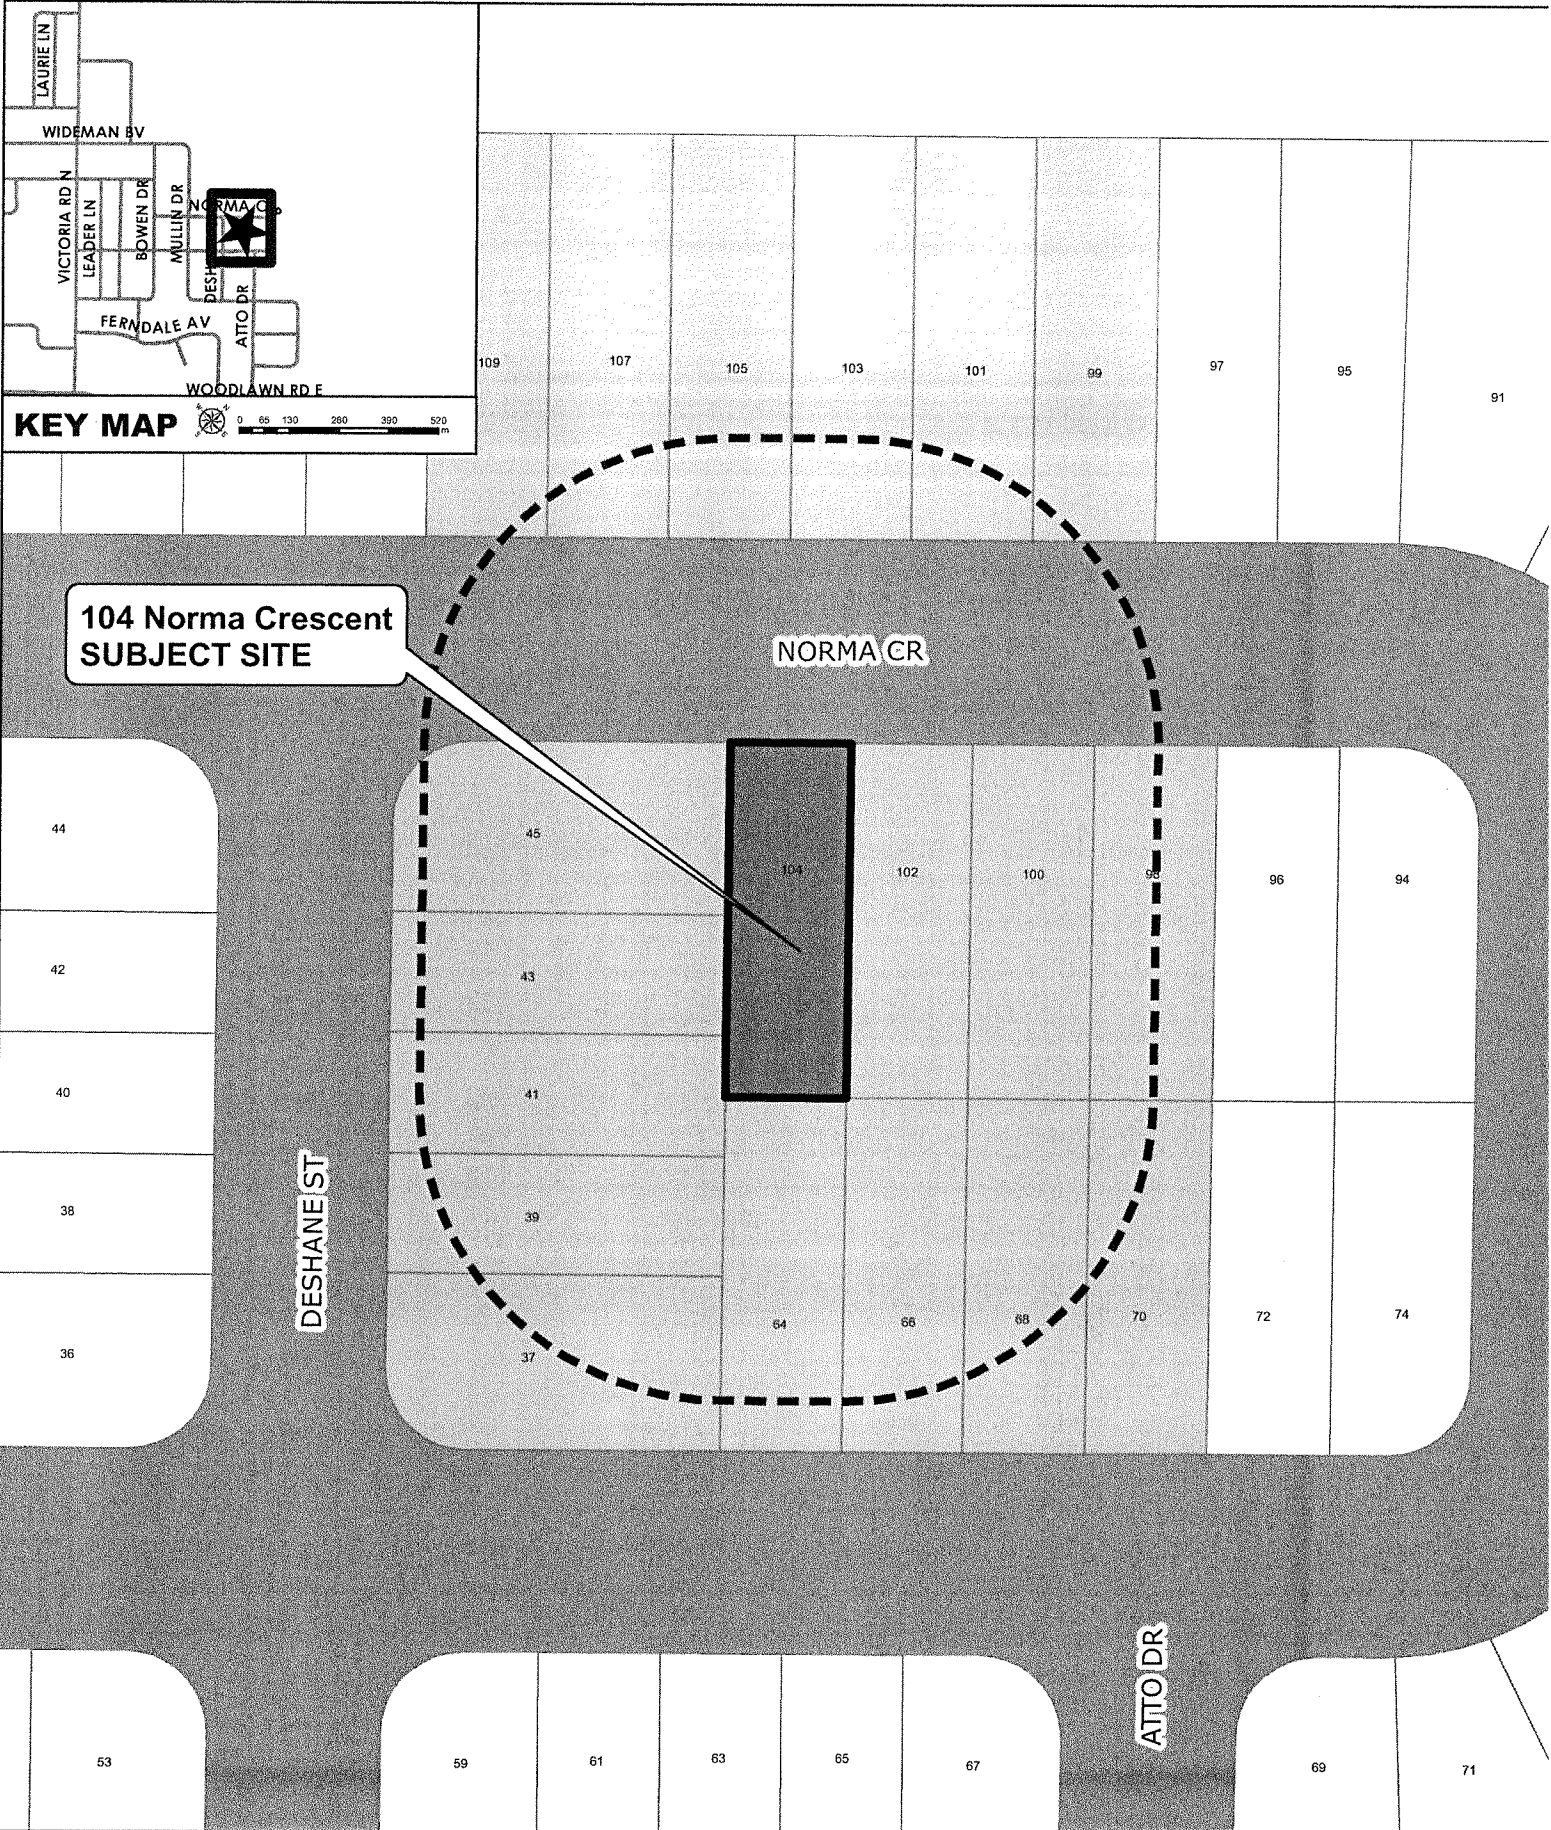 LAURIE LN
WIDEMAN BV
VICTORIA RD N
LEADER LN
BOWEN DR
MULLIN DR
NORMA C
DESH
ATTO DR
FERNDALE AV
WOODLAWN RD E
KEY MAP
0 65 130 260 390 520
m
109 107 105 103 101 99 97 95 91
104 Norma Crescent
SUBJECT SITE
NORMA CR
44 45 104 102 100 98 96 94
42 43
40 41
38 39
DESHANE ST
36 37 64 66 68 70 72 74
ATTO DR
53 59 61 63 65 67 69 71